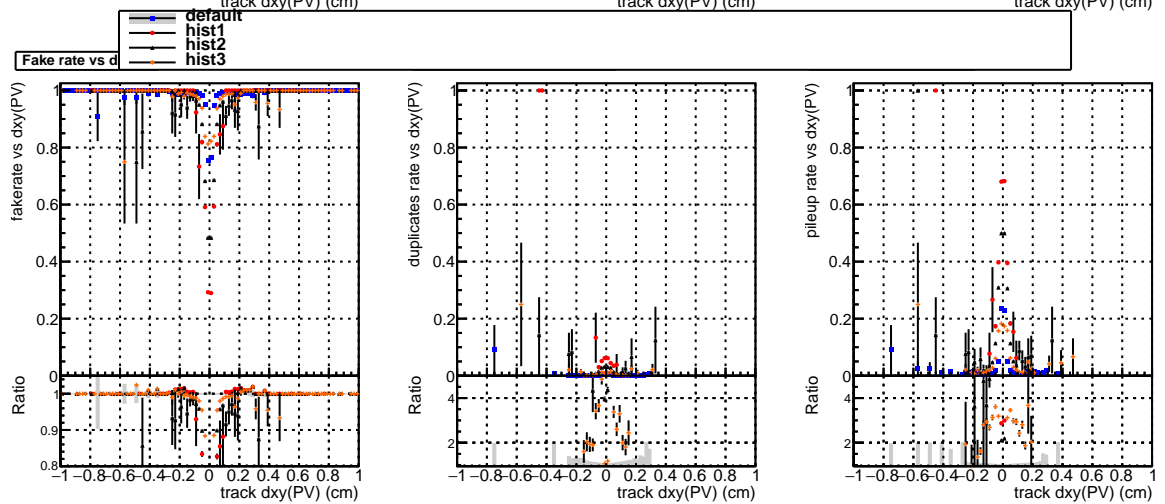 track dxy(PV) (cm) track dxy(PV) (cm) track dxy(PV) (cm)
default
hist1
hist2
hist3
Fake rate vs d
fakerate vs dxy(PV)
1
0.8
0.6
0.4
0.2
0
Ratio
1
0.9
0.8
−1 −0.8 −0.6 −0.4 −0.2 0 0.2 0.4 0.6 0.8 1
track dxy(PV) (cm)
duplicates rate vs dxy(PV)
1
0.8
0.6
0.4
0.2
0
Ratio
4
2
−1 −0.8 −0.6 −0.4 −0.2 0 0.2 0.4 0.6 0.8 1
track dxy(PV) (cm)
pileup rate vs dxy(PV)
1
0.8
0.6
0.4
0.2
0
Ratio
4
2
−1 −0.8 −0.6 −0.4 −0.2 0 0.2 0.4 0.6 0.8 1
track dxy(PV) (cm)